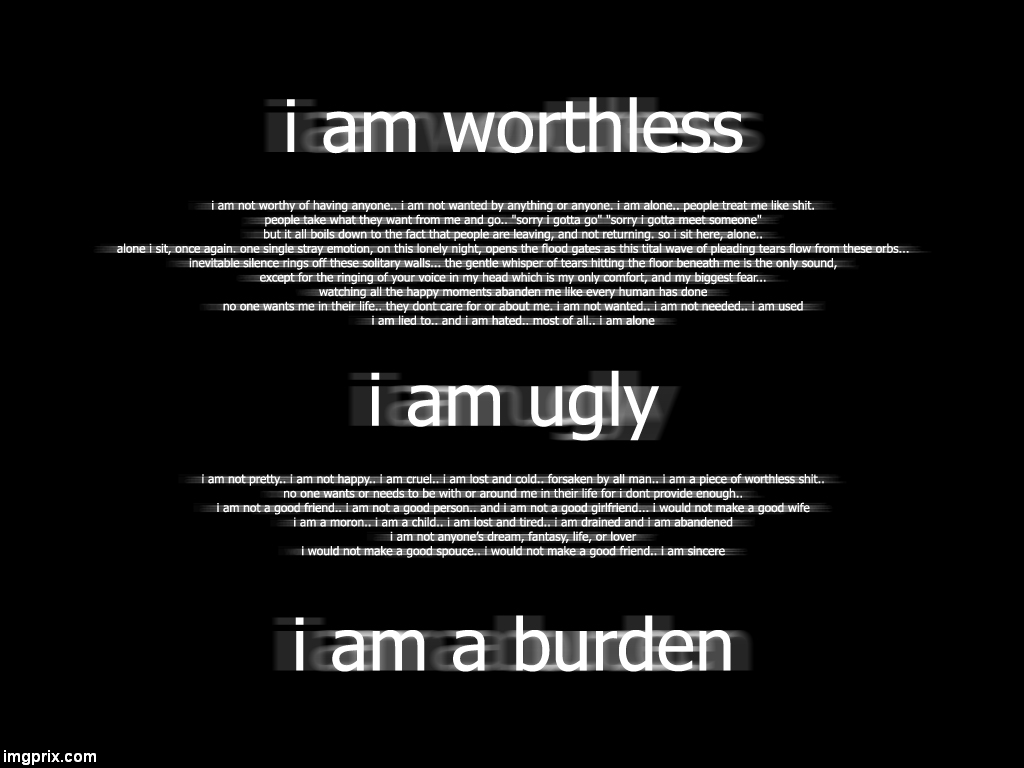 i am worthless
i am not worthy of having anyone.. i am not wanted by anything or anyone. i am alone.. people treat me like shit.
people take what they want from me and go.. "sorry i gotta go" "sorry i gotta meet someone"
but it all boils down to the fact that people are leaving, and not returning. so i sit here, alone..
alone i sit, once again. one single stray emotion, on this lonely night, opens the flood gates as this tital wave of pleading tears flow from these orbs...
inevitable silence rings off these solitary walls... the gentle whisper of tears hitting the floor beneath me is the only sound,
except for the ringing of your voice in my head which is my only comfort, and my biggest fear...
watching all the happy moments abanden me like every human has done
no one wants me in their life.. they dont care for or about me. i am not wanted.. i am not needed.. i am used
i am lied to.. and i am hated.. most of all.. i am alone
i am ugly
i am not pretty.. i am not happy.. i am cruel.. i am lost and cold.. forsaken by all man.. i am a piece of worthless shit..
no one wants or needs to be with or around me in their life for i dont provide enough..
i am not a good friend.. i am not a good person.. and i am not a good girlfriend... i would not make a good wife
i am a moron.. i am a child.. i am lost and tired.. i am drained and i am abandened
i am not anyone's dream, fantasy, life, or lover
i would not make a good spouce.. i would not make a good friend.. i am sincere
i am a burden
imgprix.com